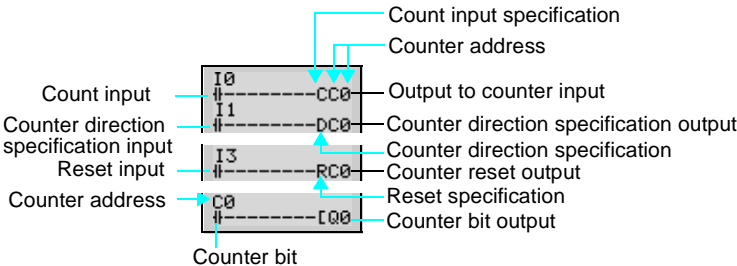 Count input specification
Counter address
I0
Count input
CC0
Output to counter input
I1
Counter direction
specification input
DC0
Counter direction specification output
Counter direction specification
I3
Reset input
RC0
Counter reset output
Reset specification
Counter address
C0
[Q0
Counter bit output
Counter bit